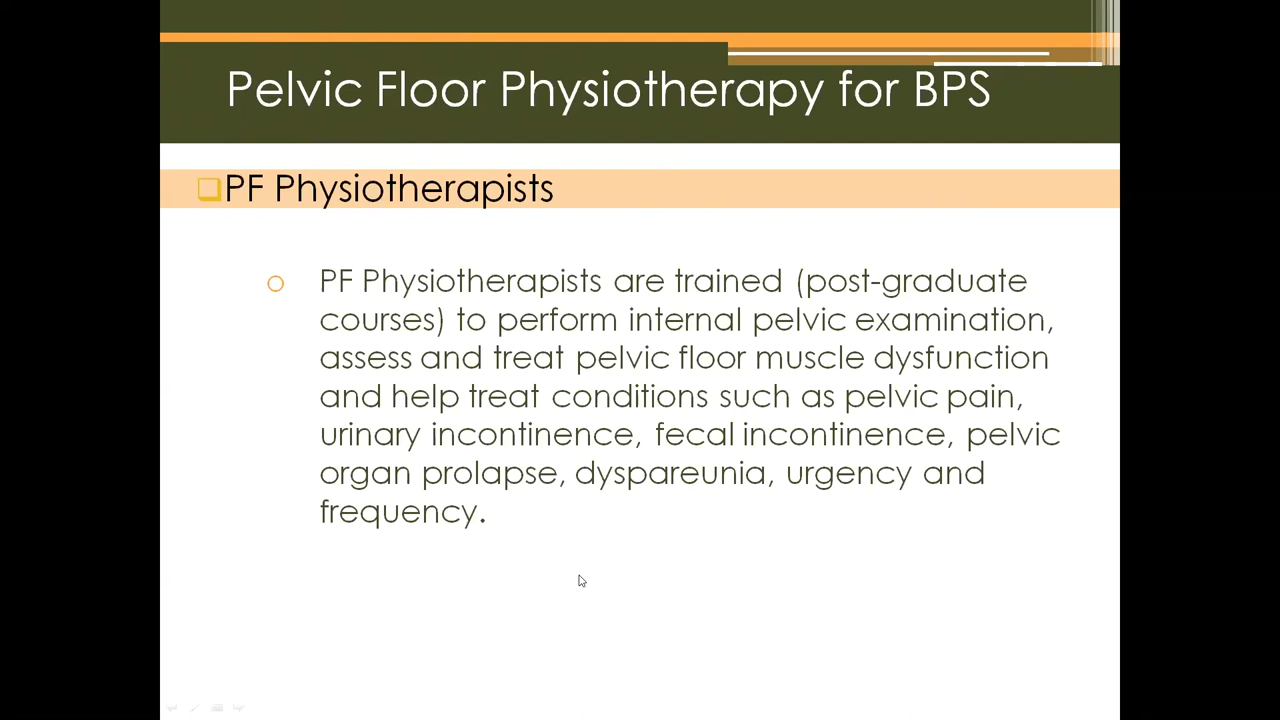 Pelvic Floor Physiotherapy for BPS
PF Physiotherapists
PF Physiotherapists are trained (post-graduate
courses) to perform internal pelvic examination,
assess and treat pelvic floor muscle dysfunction
and help treat conditions such as pelvic pain,
urinary incontinence, fecal incontinence, pelvic
organ prolapse, dyspareunia, urgency and
frequency.